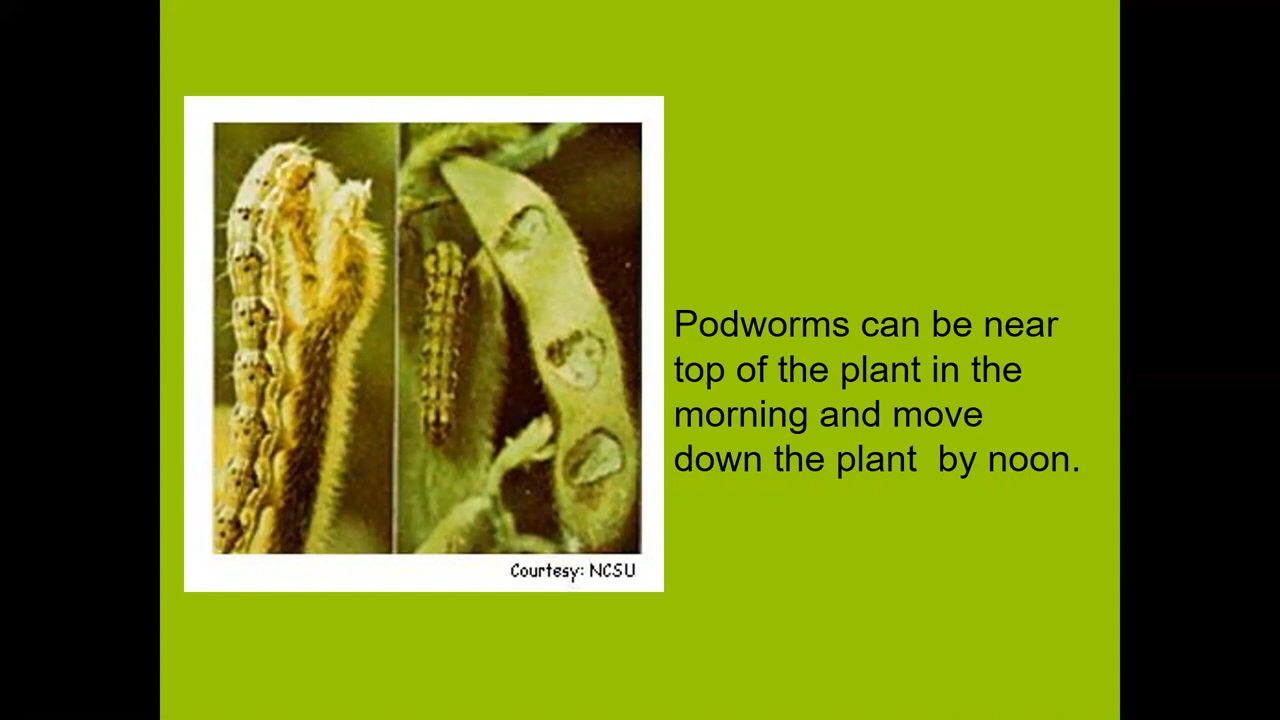 Podworms can be near
top of the plant in the
morning and move
down the plant  by noon.
Courtesy: NCSU